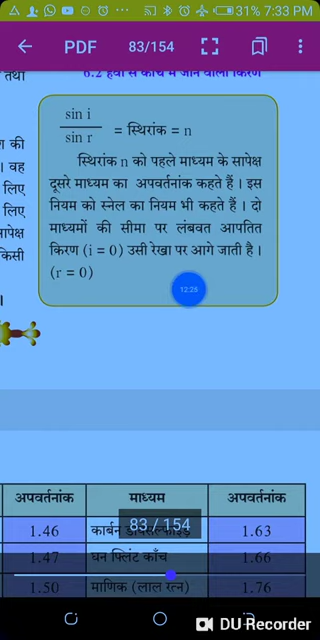 31% 7:33 PM
PDF 83/154
तथा
6.2 हवा से काँच में जाने वाली किरण
sin i
sin r
= स्थिरांक = n
स्थिरांक n को पहले माध्यम के सापेक्ष
दूसरे माध्यम का अपवर्तनांक कहते हैं। इस
नियम को स्नेल का नियम भी कहते हैं। दो
माध्यमों की सीमा पर लंबवत आपतित
किरण (i = 0) उसी रेखा पर आगे जाती है।
(r = 0)
की
। वह
लिए
लिए
किसी
12:25
अपवर्तनांक माध्यम अपवर्तनांक
83 / 154
1.46 कार्बन डायसल्फाइड 1.63
1.47 घन फ्लिंट काँच 1.66
1.50 माणिक (लाल रत्न) 1.76
DU Recorder